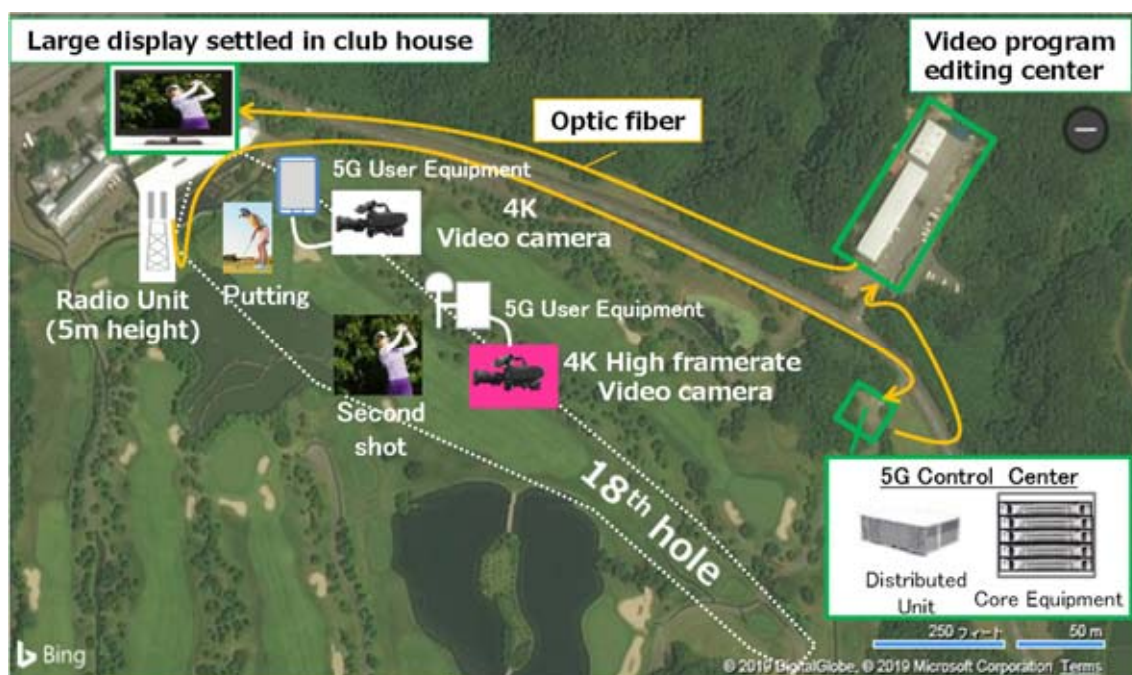 Large display settled in club house
Video program
editing center
Optic fiber
5G User Equipment
4K
Video camera
Radio Unit
(5m height)
Putting
5G User Equipment
4K High framerate
Video camera
Second
shot
18th hole
5G Control Center
Distributed
Unit
Core Equipment
250 フィート
50 m
Bing
© 2019 DigitalGlobe, © 2019 Microsoft Corporation Terms